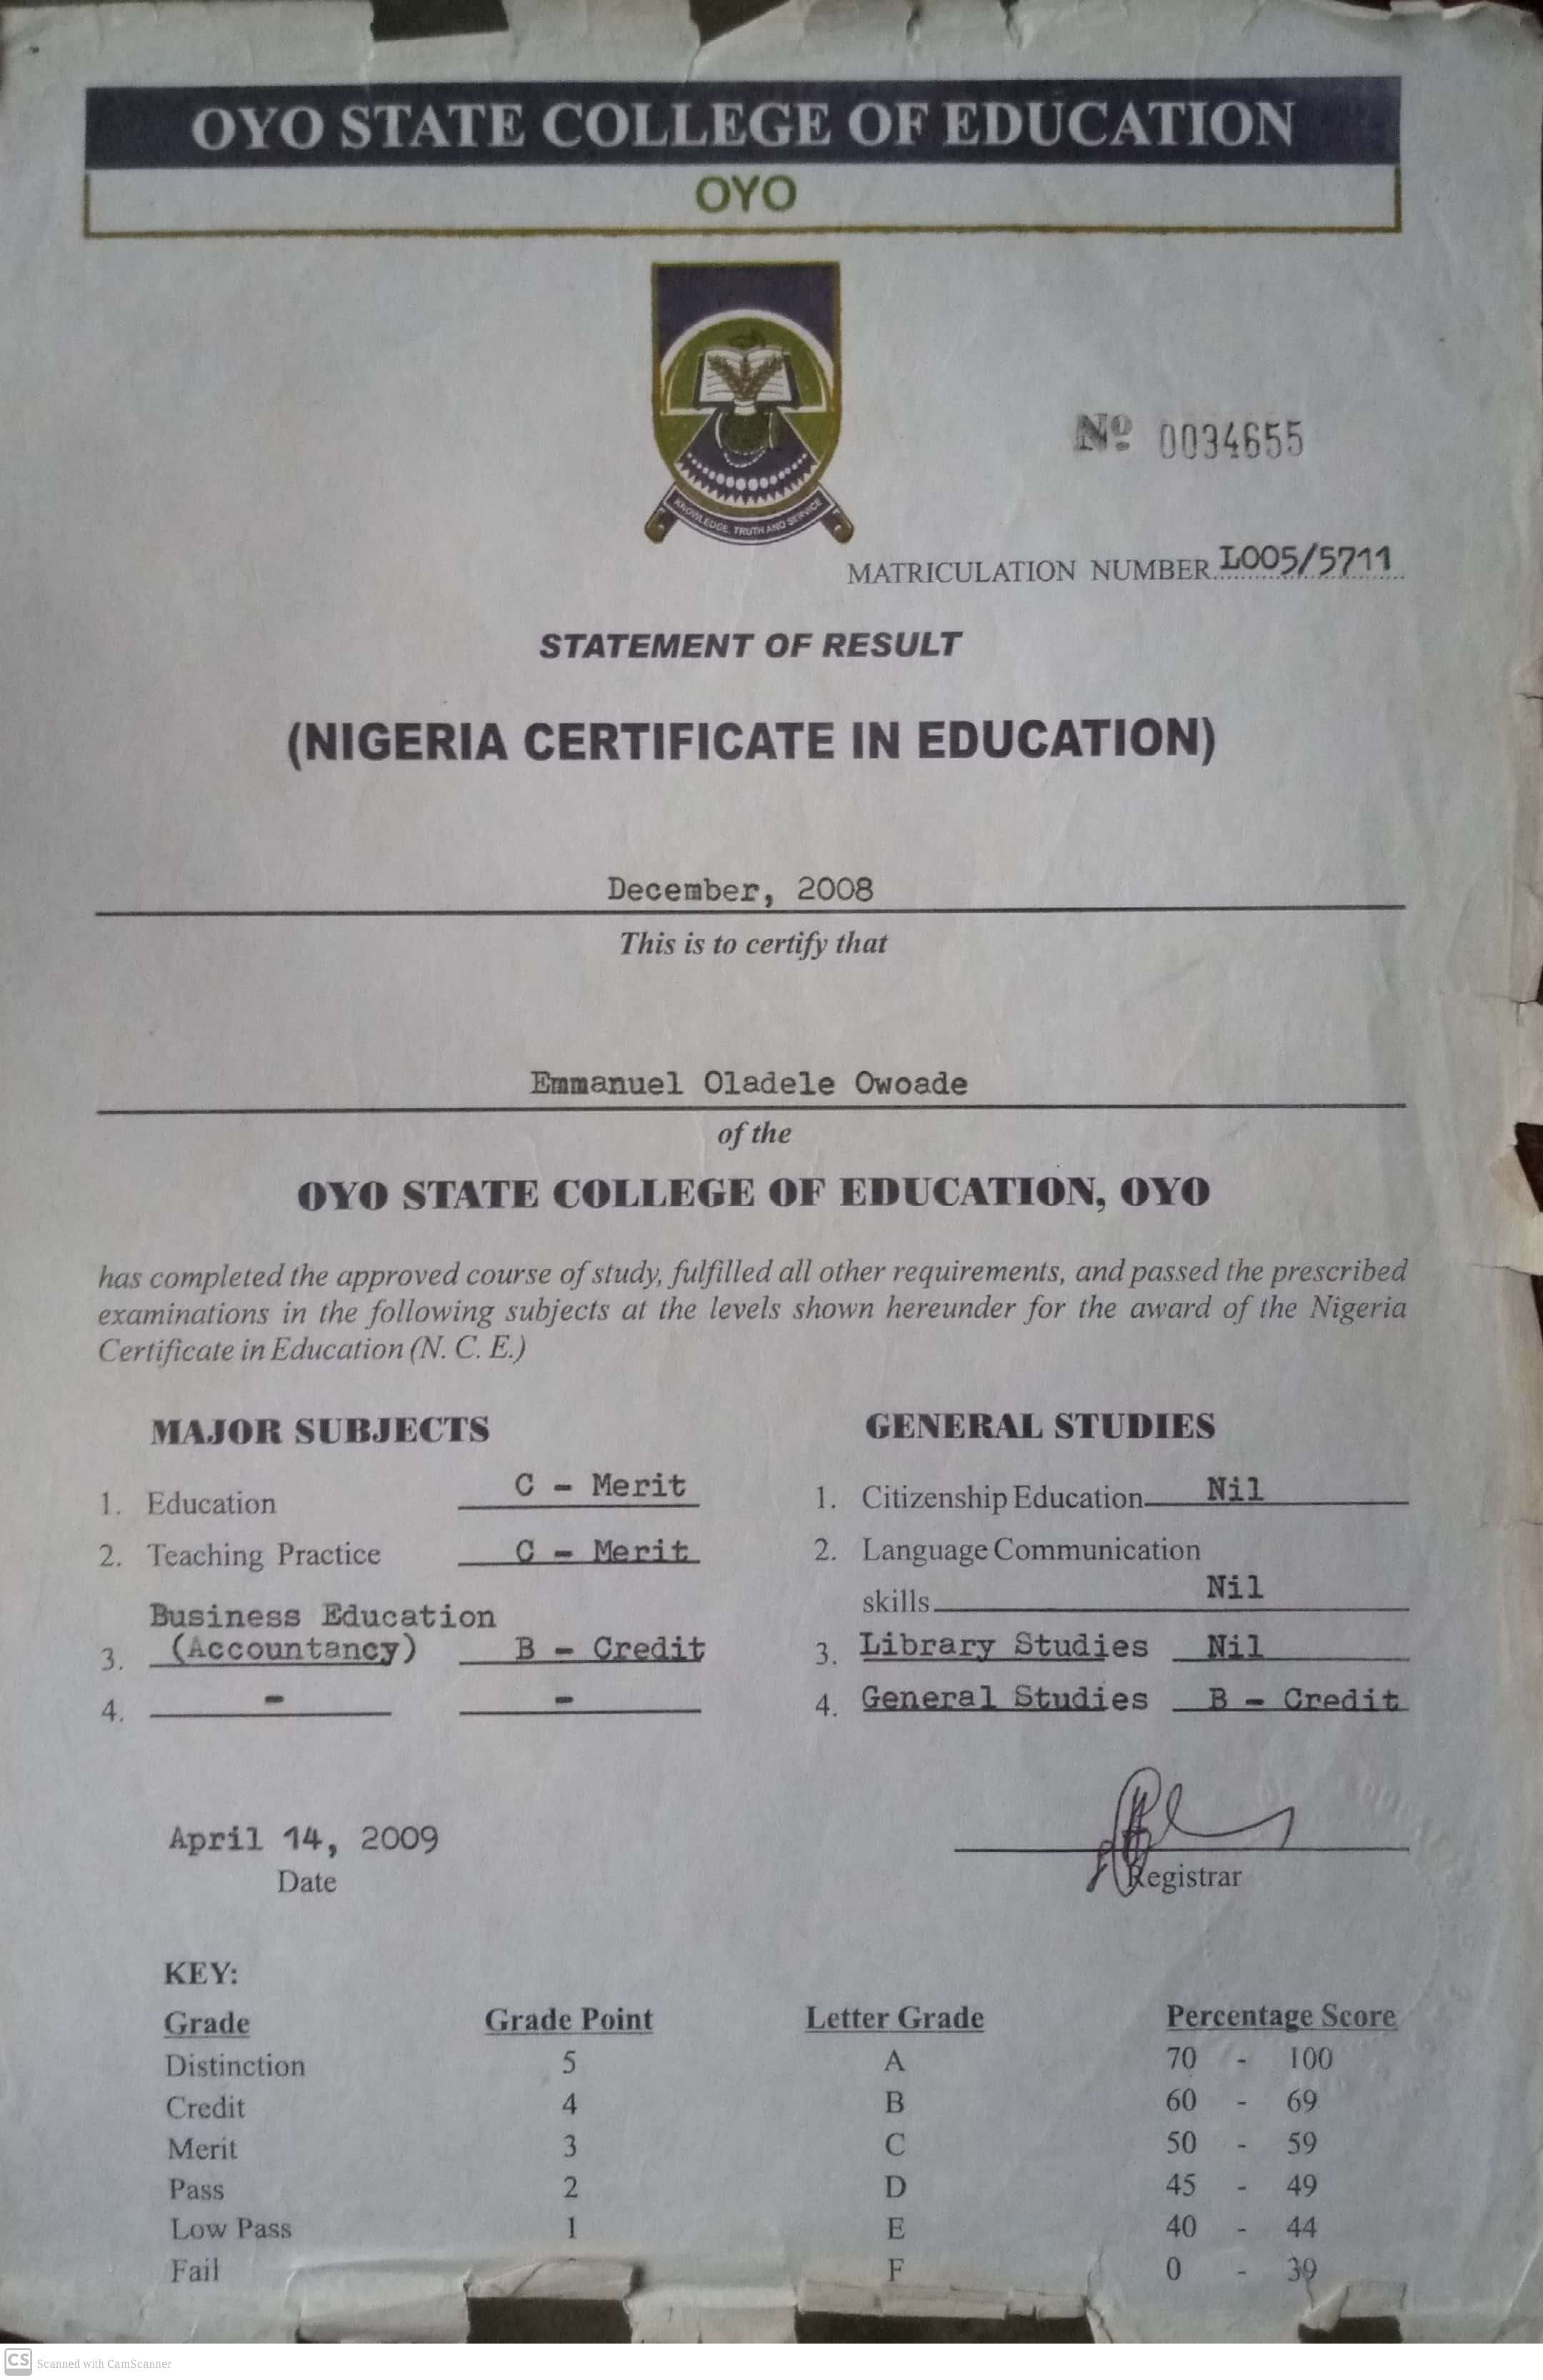 OYO STATE COLLEGE OF EDUCATION
OYO
KNOWLEDGE, TRUTH AND SERVICE
Nº 0034655
MATRICULATION NUMBER L005/5711
STATEMENT OF RESULT
(NIGERIA CERTIFICATE IN EDUCATION)
December, 2008
This is to certify that
Emmanuel Oladele Owoade
of the
OYO STATE COLLEGE OF EDUCATION, OYO
has completed the approved course of study, fulfilled all other requirements, and passed the prescribed
examinations in the following subjects at the levels shown hereunder for the award of the Nigeria
Certificate in Education (N. C. E.)
MAJOR SUBJECTS
1. Education C - Merit
2. Teaching Practice C - Merit
Business Education
3. (Accountancy) B - Credit
4. - -
GENERAL STUDIES
1. Citizenship Education Nil
2. Language Communication
skills Nil
3. Library Studies Nil
4. General Studies B - Credit
April 14, 2009
Date
Registrar
KEY:
Grade Grade Point Letter Grade Percentage Score
Distinction 5 A 70 - 100
Credit 4 B 60 - 69
Merit 3 C 50 - 59
Pass 2 D 45 - 49
Low Pass 1 E 40 - 44
Fail F 0 - 39
CS Scanned with CamScanner